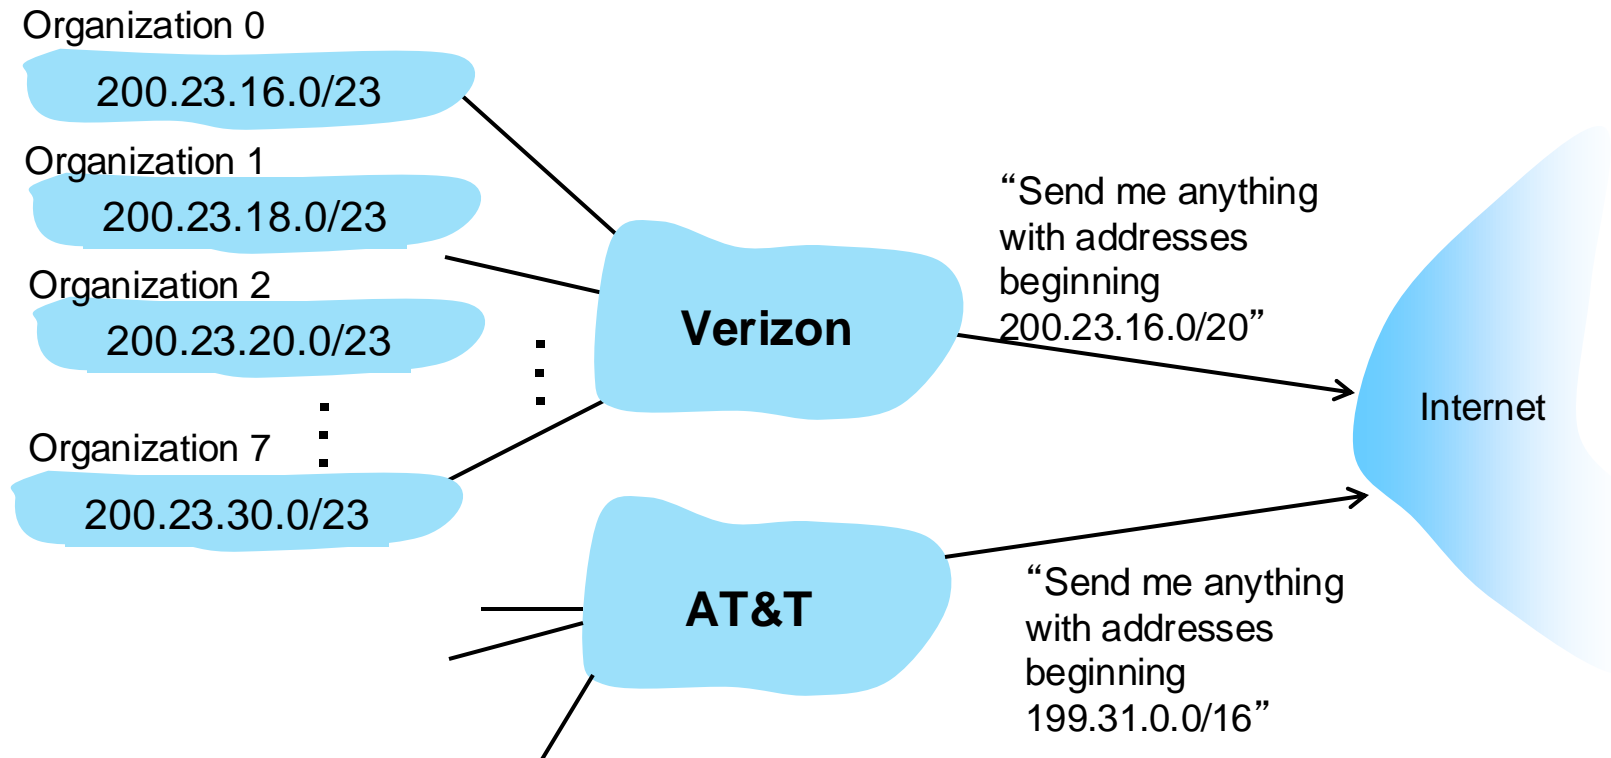 Organization 0
200.23.16.0/23
Organization 1
200.23.18.0/23
Organization 2
200.23.20.0/23
Organization 7
200.23.30.0/23
Verizon
AT&T
“Send me anything
with addresses
beginning
200.23.16.0/20”
“Send me anything
with addresses
beginning
199.31.0.0/16”
Internet